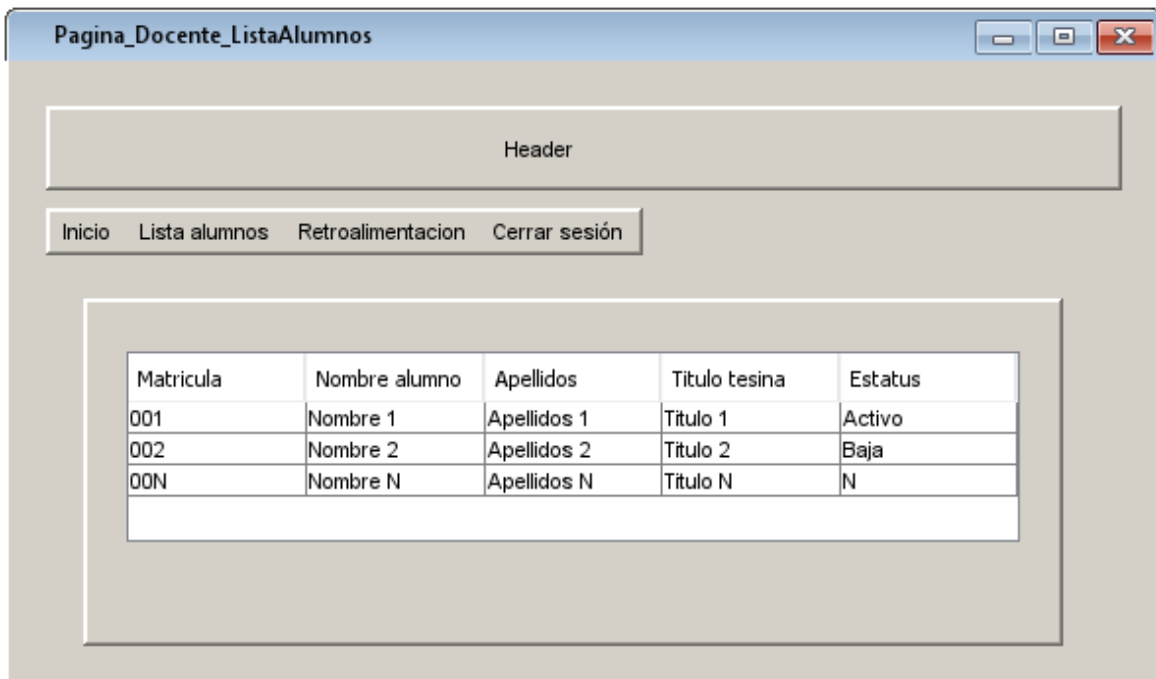 Pagina_Docente_ListaAlumnos
Header
Inicio Lista alumnos Retroalimentacion Cerrar sesión
Matricula Nombre alumno Apellidos Titulo tesina Estatus
001 Nombre 1 Apellidos 1 Titulo 1 Activo
002 Nombre 2 Apellidos 2 Titulo 2 Baja
00N Nombre N Apellidos N Titulo N N